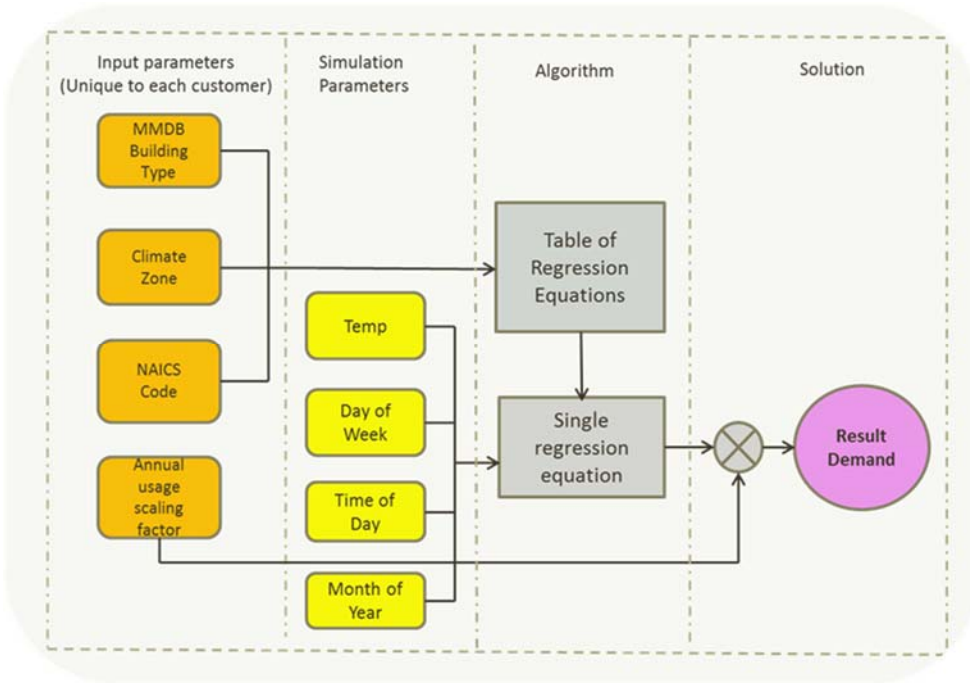 Input parameters
(Unique to each customer)
Simulation
Parameters
Algorithm
Solution
MMDB
Building
Type
Climate
Zone
NAICS
Code
Annual
usage
scaling
factor
Temp
Day of
Week
Time of
Day
Month of
Year
Table of
Regression
Equations
Single
regression
equation
Result
Demand